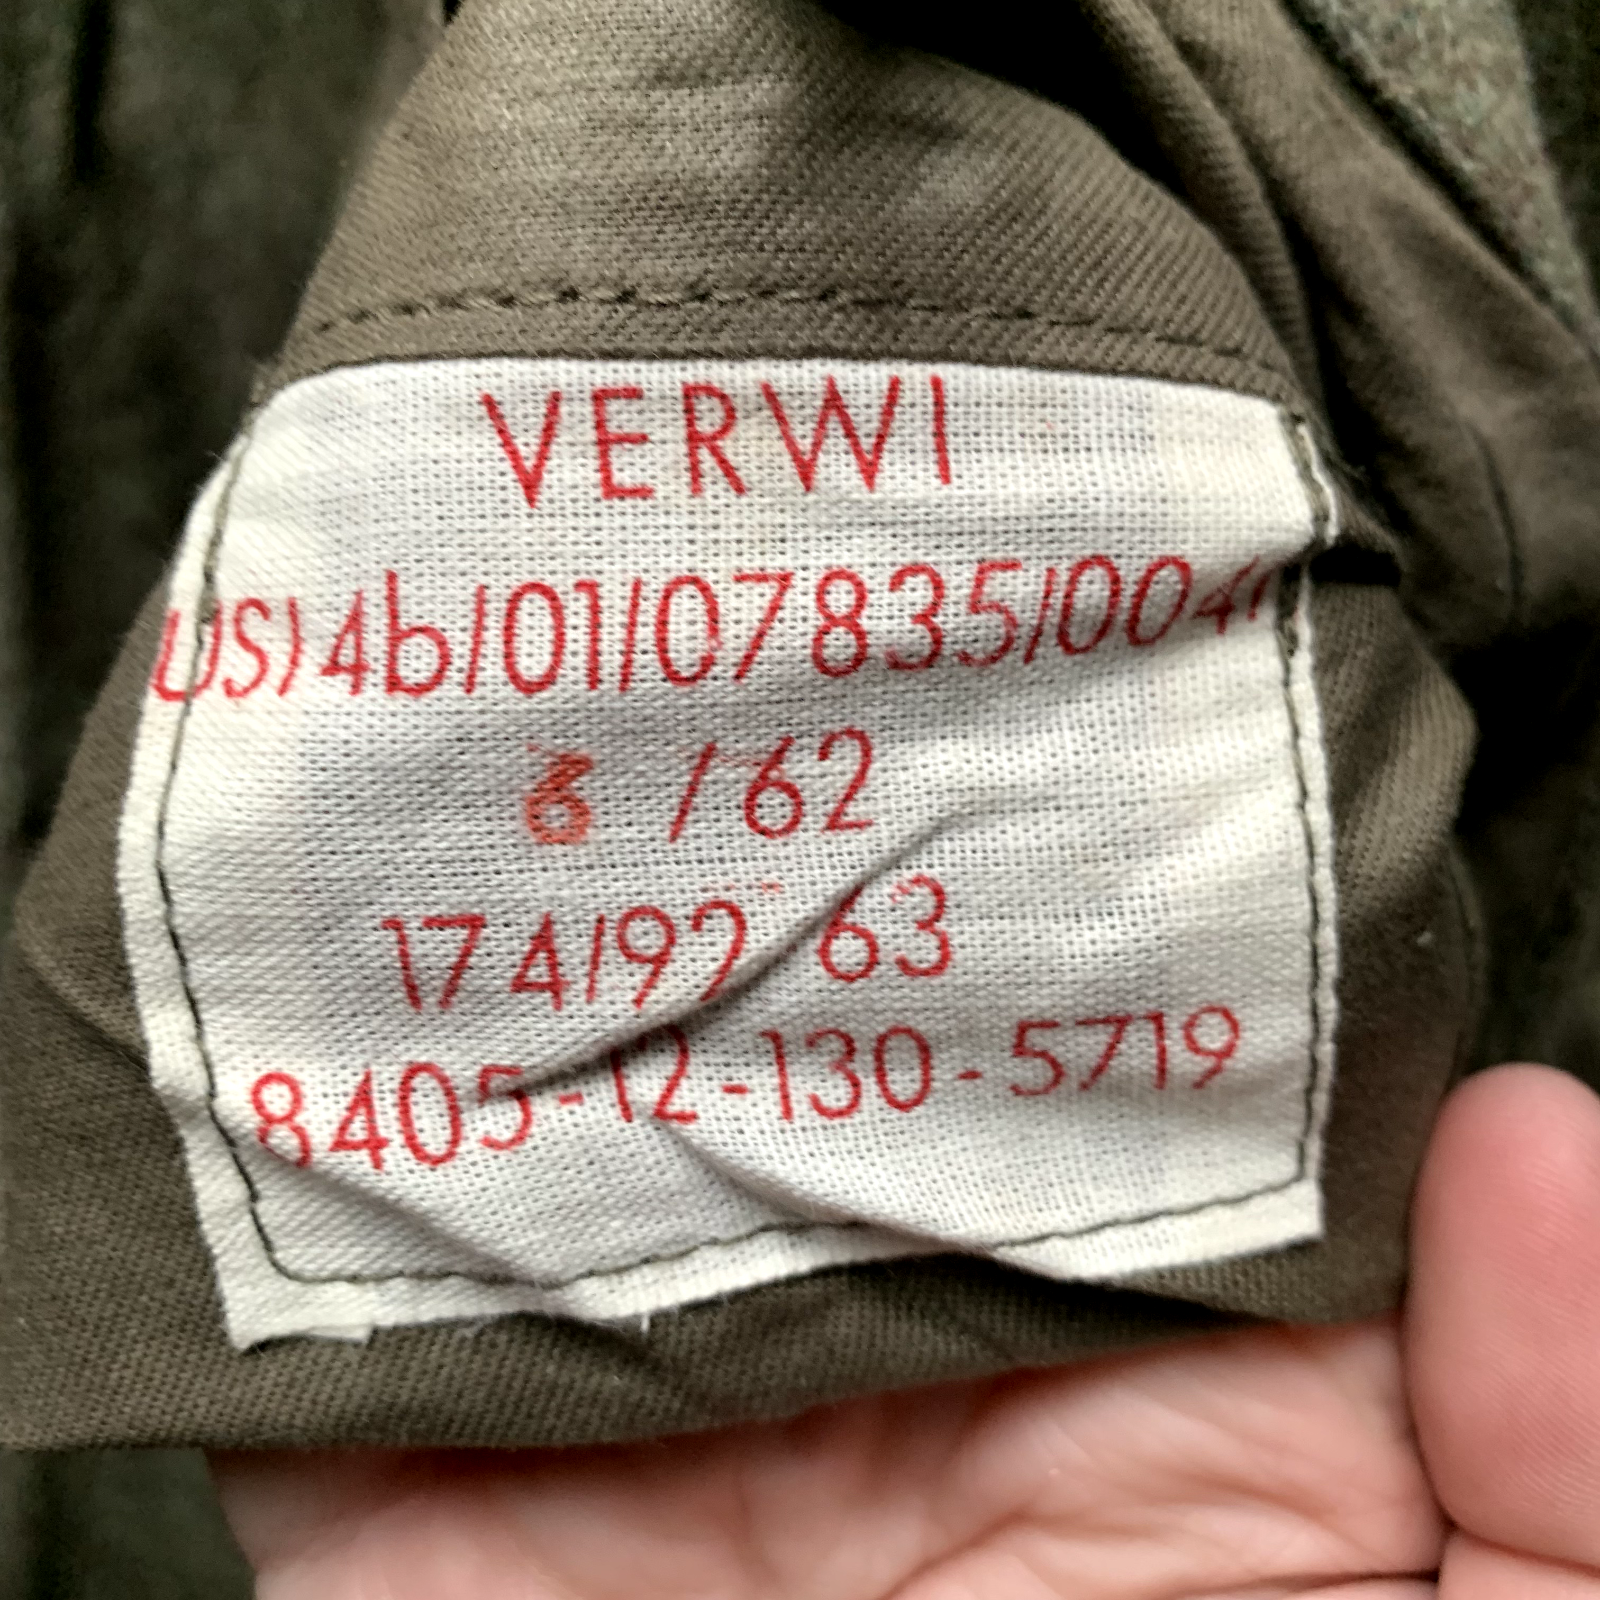 VERWI
US)4b/01/07835/004
6 /62
174/92 63
8405-12-130-5719